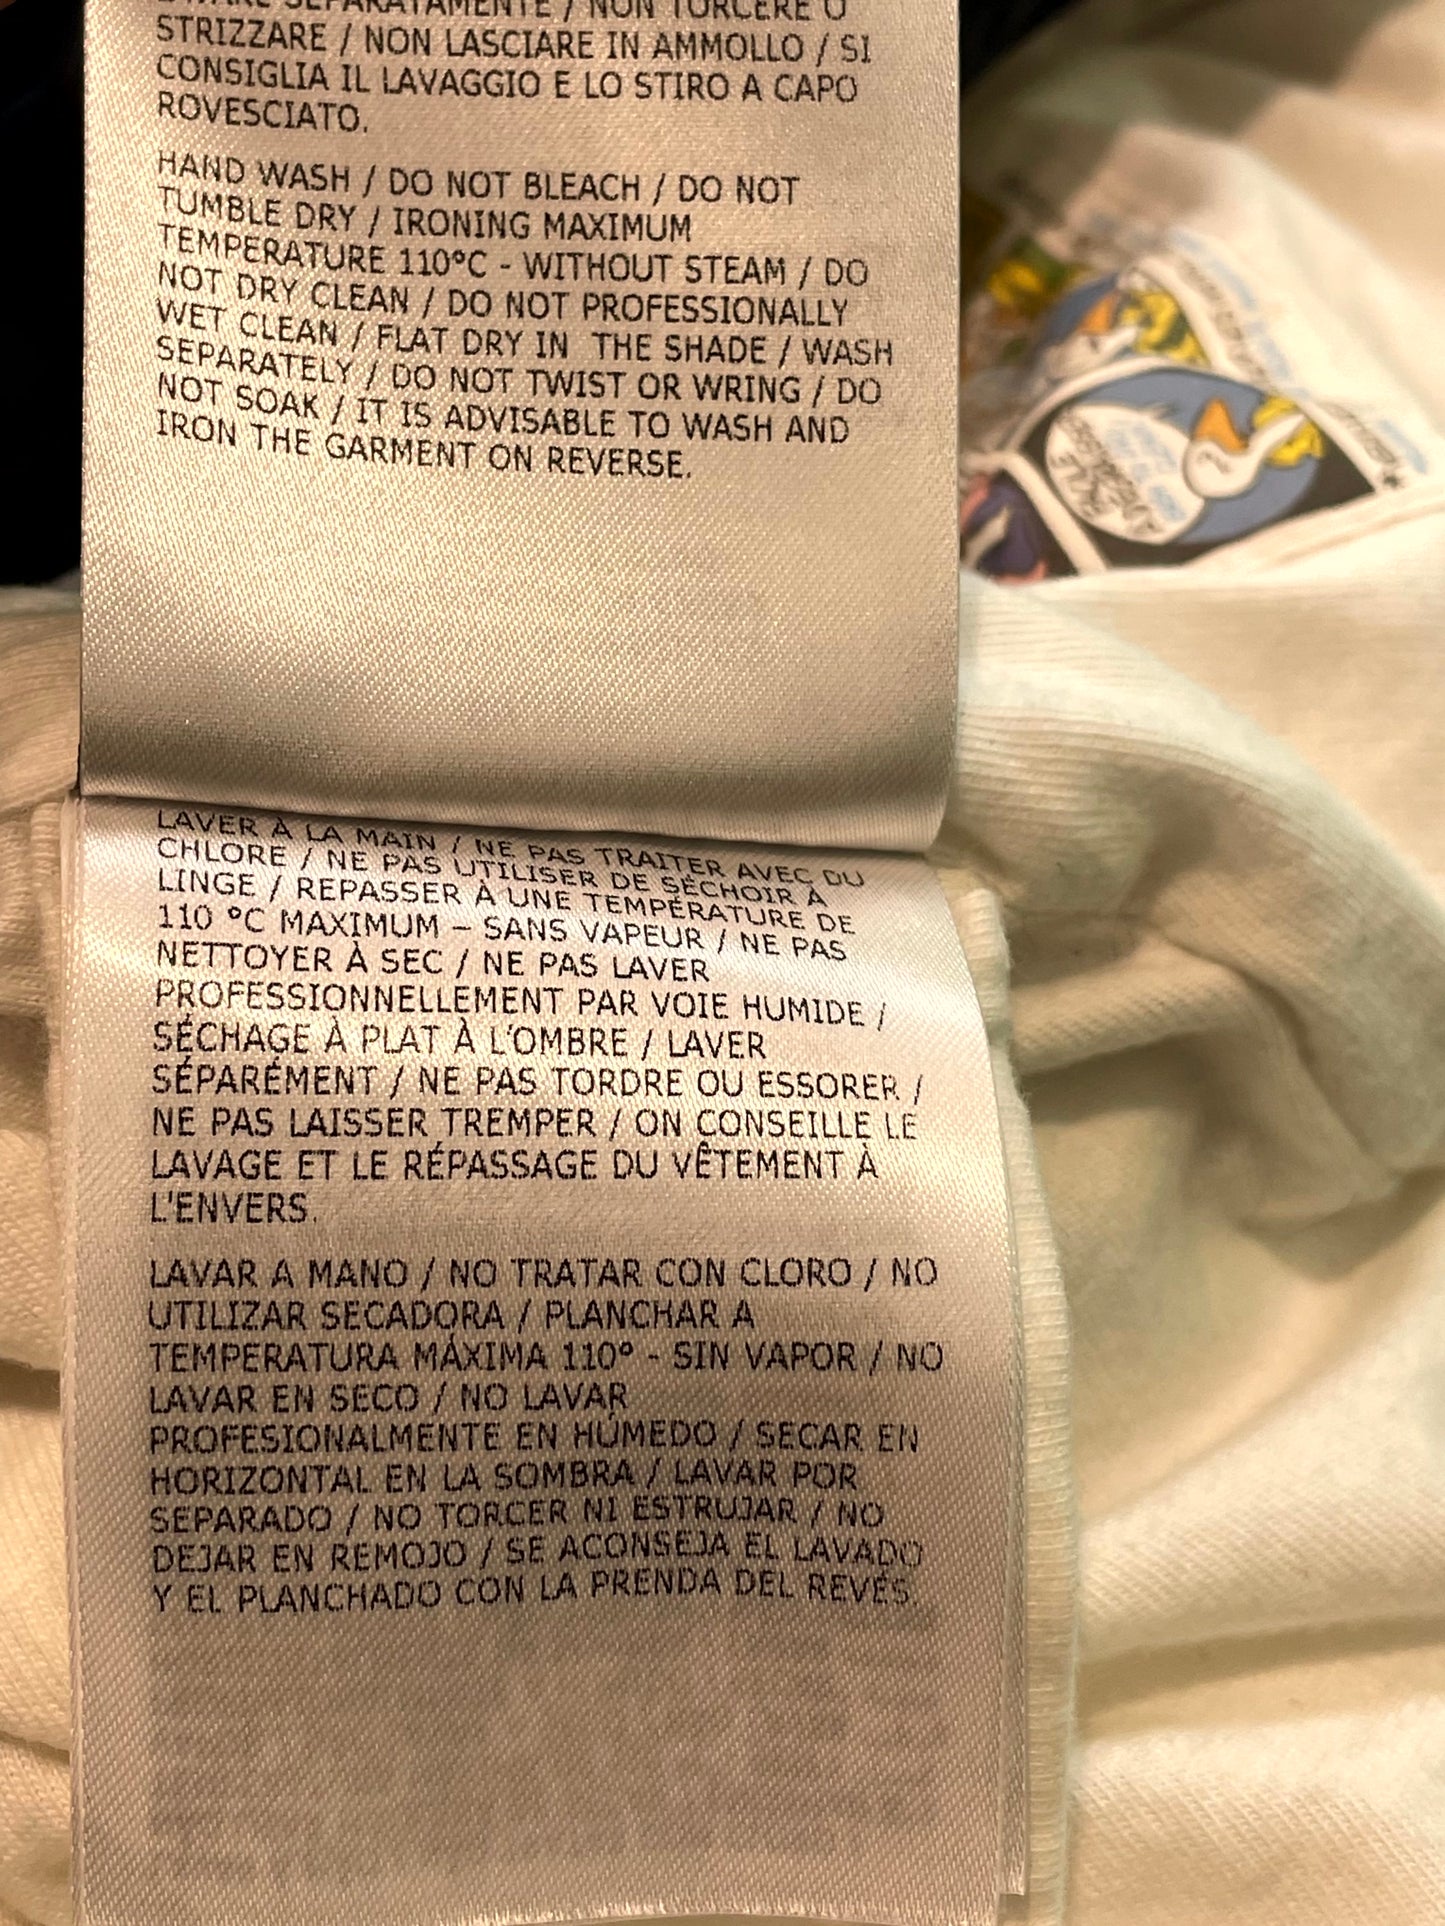 SEPARATAMENTE / NON TORCERE O
STRIZZARE / NON LASCIARE IN AMMOLLO / SI
CONSIGLIA IL LAVAGGIO E LO STIRO A CAPO
ROVESCIATO.
HAND WASH / DO NOT BLEACH / DO NOT
TUMBLE DRY / IRONING MAXIMUM
TEMPERATURE 110°C - WITHOUT STEAM / DO
NOT DRY CLEAN / DO NOT PROFESSIONALLY
WET CLEAN / FLAT DRY IN THE SHADE / WASH
SEPARATELY / DO NOT TWIST OR WRING / DO
NOT SOAK / IT IS ADVISABLE TO WASH AND
IRON THE GARMENT ON REVERSE.
LAVER À LA MAIN / NE PAS TRAITER AVEC DU
CHLORE / NE PAS UTILISER DE SÉCHOIR À
LINGE / REPASSER À UNE TEMPÉRATURE DE
110 °C MAXIMUM – SANS VAPEUR / NE PAS
NETTOYER À SEC / NE PAS LAVER
PROFESSIONNELLEMENT PAR VOIE HUMIDE /
SÉCHAGE À PLAT À L'OMBRE / LAVER
SÉPARÉMENT / NE PAS TORDRE OU ESSORER /
NE PAS LAISSER TREMPER / ON CONSEILLE LE
LAVAGE ET LE RÉPASSAGE DU VÊTEMENT À
L'ENVERS.
LAVAR A MANO / NO TRATAR CON CLORO / NO
UTILIZAR SECADORA / PLANCHAR A
TEMPERATURA MÁXIMA 110° - SIN VAPOR / NO
LAVAR EN SECO / NO LAVAR
PROFESIONALMENTE EN HÚMEDO / SECAR EN
HORIZONTAL EN LA SOMBRA / LAVAR POR
SEPARADO / NO TORCER NI ESTRUJAR / NO
DEJAR EN REMOJO / SE ACONSEJA EL LAVADO
Y EL PLANCHADO CON LA PRENDA DEL REVÉS.